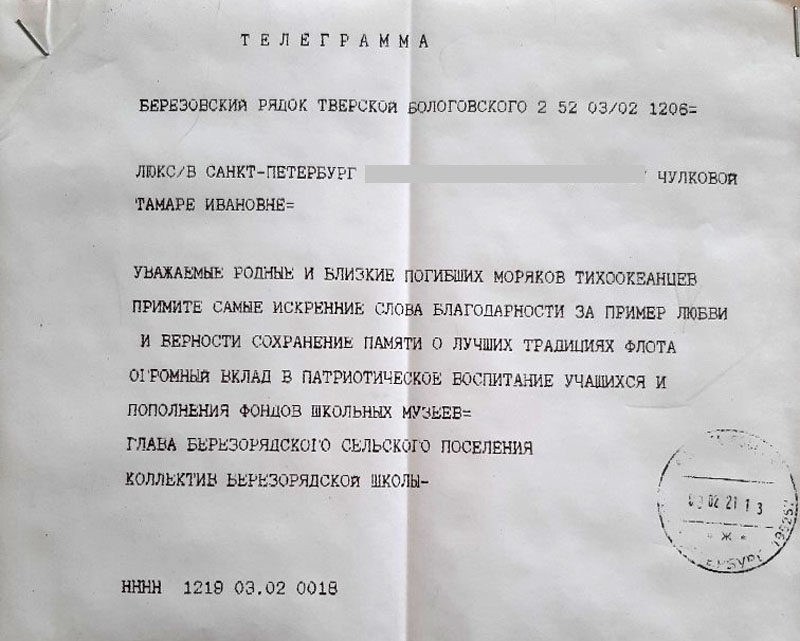 ТЕЛЕГРАММА
БЕРЕЗОВСКИЙ РЯДОК ТВЕРСКОЙ БОЛОГОВСКОГО 2 52 03/02 1206=
ЛЮКС/В САНКТ-ПЕТЕРБУРГ ЧУЛКОВОЙ
ТАМАРЕ ИВАНОВНЕ=
УВАЖАЕМЫЕ РОДНЫЕ И БЛИЗКИЕ ПОГИБШИХ МОРЯКОВ ТИХООКЕАНЦЕВ
ПРИМИТЕ САМЫЕ ИСКРЕННИЕ СЛОВА БЛАГОДАРНОСТИ ЗА ПРИМЕР ЛЮБВИ
И ВЕРНОСТИ СОХРАНЕНИЕ ПАМЯТИ О ЛУЧШИХ ТРАДИЦИЯХ ФЛОТА
ОГРОМНЫЙ ВКЛАД В ПАТРИОТИЧЕСКОЕ ВОСПИТАНИЕ УЧАЩИХСЯ И
ПОПОЛНЕНИЯ ФОНДОВ ШКОЛЬНЫХ МУЗЕЕВ=
ГЛАВА БЕРЕЗОРЯДСКОГО СЕЛЬСКОГО ПОСЕЛЕНИЯ
КОЛЛЕКТИВ БЕРЕЗОРЯДСКОЙ ШКОЛЫ-
02 21 13
Ж
НННН 1219 03.02 0018